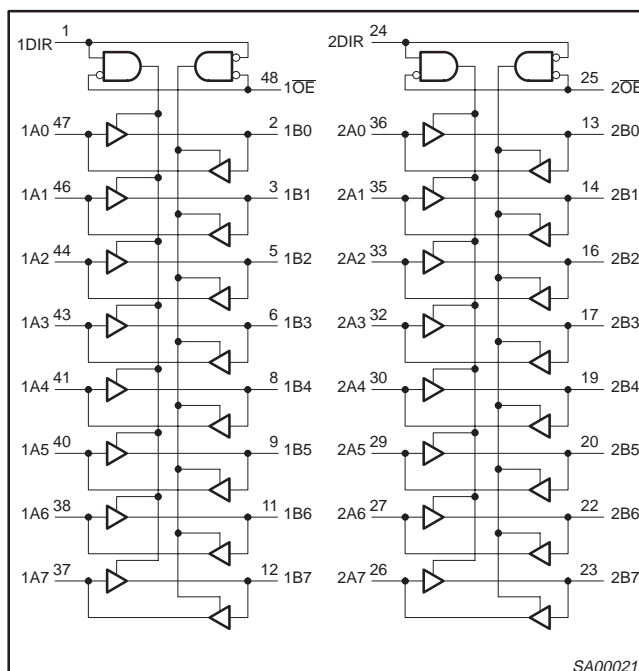 1DIR 1 2DIR 24
48 1OE 25 2OE
1A0 47 2 1B0 2A0 36 13 2B0
1A1 46 3 1B1 2A1 35 14 2B1
1A2 44 5 1B2 2A2 33 16 2B2
1A3 43 6 1B3 2A3 32 17 2B3
1A4 41 8 1B4 2A4 30 19 2B4
1A5 40 9 1B5 2A5 29 20 2B5
1A6 38 11 1B6 2A6 27 22 2B6
1A7 37 12 1B7 2A7 26 23 2B7
SA00021